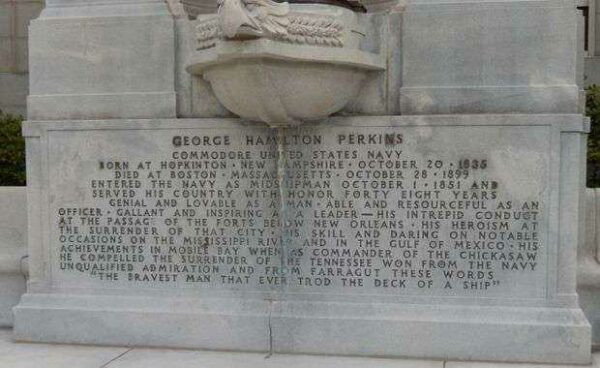 GEORGE HAMILTON PERKINS
COMMODORE UNITED STATES NAVY
BORN AT HOPKINTON · NEW HAMPSHIRE · OCTOBER 20 · 1835
DIED AT BOSTON · MASSACHUSETTS · OCTOBER 28 · 1899
ENTERED THE NAVY AS MIDSHIPMAN OCTOBER 1 · 1851 AND
SERVED HIS COUNTRY WITH HONOR FORTY EIGHT YEARS
GENIAL AND LOVABLE AS A MAN · ABLE AND RESOURCEFUL AS AN
OFFICER · GALLANT AND INSPIRING AS A LEADER — HIS INTREPID CONDUCT
AT THE PASSAGE OF THE FORTS BELOW NEW ORLEANS · HIS HEROISM AT
THE SURRENDER OF THAT CITY · HIS SKILL AND DARING ON NOTABLE
OCCASIONS ON THE MISSISSIPPI RIVER AND IN THE GULF OF MEXICO · HIS
ACHIEVEMENTS IN MOBILE BAY WHEN AS COMMANDER OF THE CHICKASAW
HE COMPELLED THE SURRENDER OF THE TENNESSEE WON FROM THE NAVY
UNQUALIFIED ADMIRATION AND FROM FARRAGUT THESE WORDS
"THE BRAVEST MAN THAT EVER TROD THE DECK OF A SHIP"